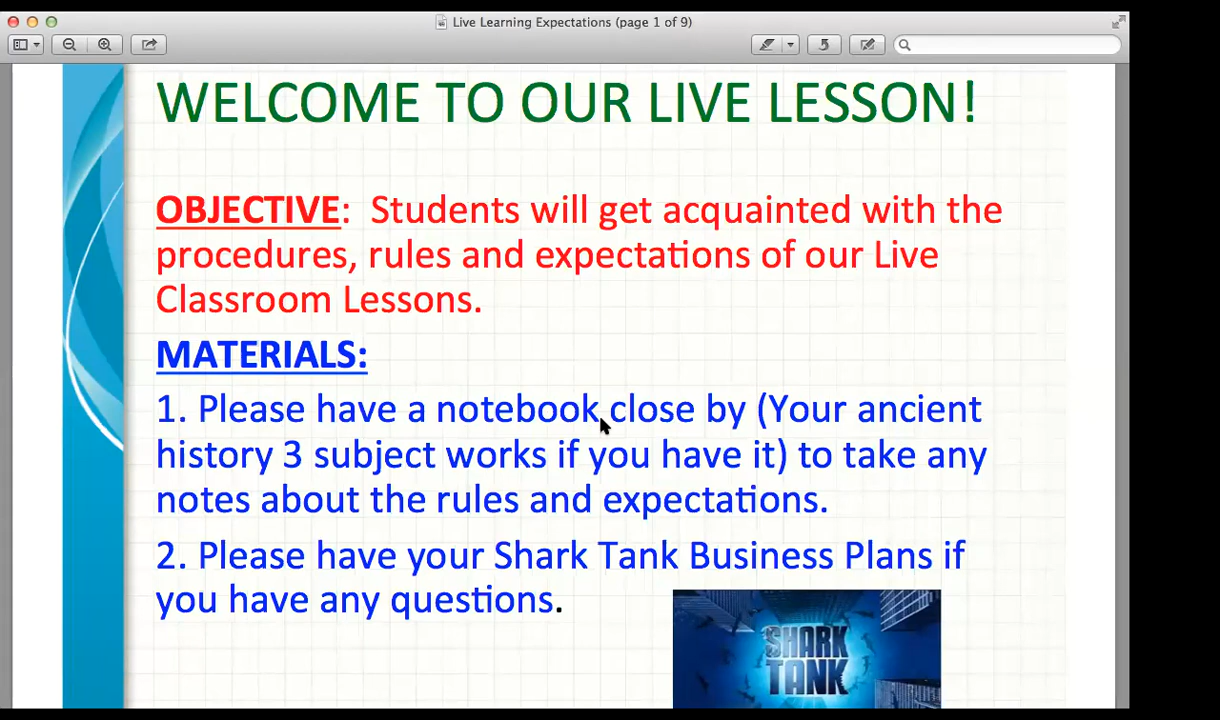 Live Learning Expectations (page 1 of 9)
WELCOME TO OUR LIVE LESSON!
OBJECTIVE: Students will get acquainted with the
procedures, rules and expectations of our Live
Classroom Lessons.
MATERIALS:
1. Please have a notebook close by (Your ancient
history 3 subject works if you have it) to take any
notes about the rules and expectations.
2. Please have your Shark Tank Business Plans if
you have any questions.
SHARK
TANK